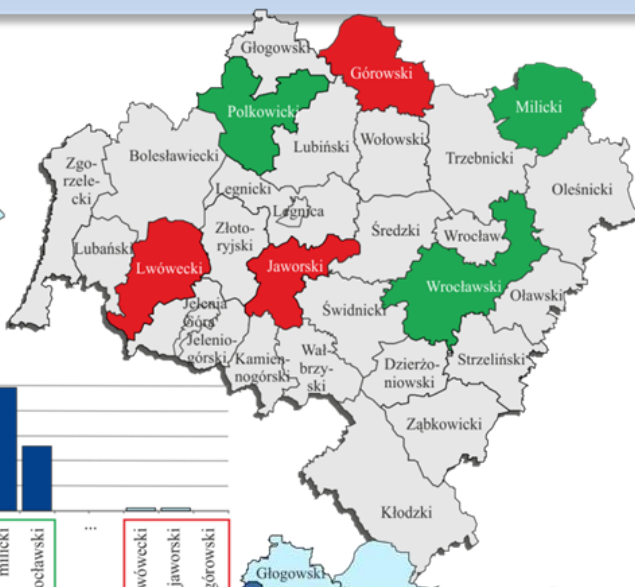 Głogowski
Górowski
Polkowicki
Milicki
Lubiński
Wołowski
Bolesławiecki
Trzebnicki
Zgo-
rzele-
cki
Legnicki
Oleśnicki
Legnica
Złoto-
ryjski
Średzki
Wrocław
Lubański
Lwówecki
Jaworski
Wrocławski
Oławski
Jelenia
Góra
Świdnicki
Jelenio-
górski
Kamien-
nogórski
Wał-
brzy-
ski
Dzierżo-
niowski
Strzeliński
Ząbkowicki
Kłodzki
milicki
ocławski
...
wówecki
jaworski
górowski
Głogowski